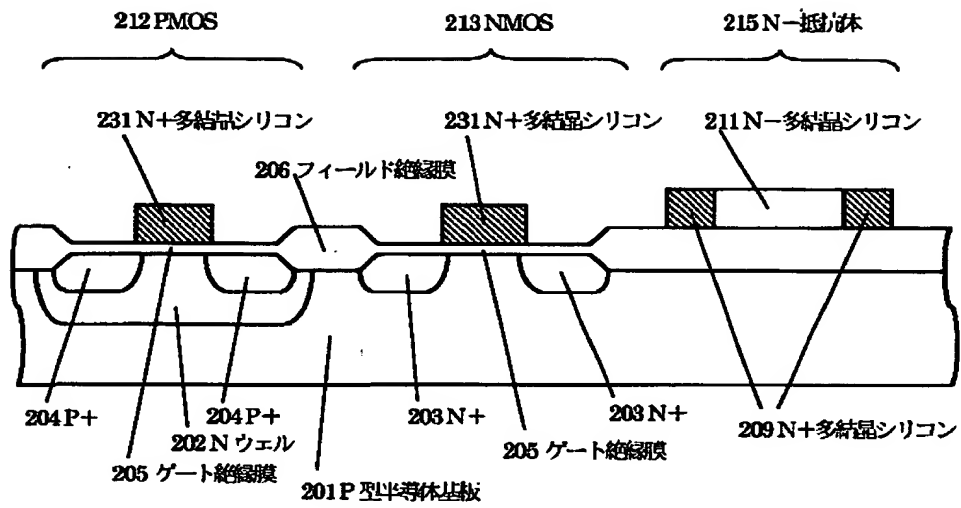 212 PMOS
213 NMOS
215 N－抵抗体
231 N＋多結晶シリコン
231 N＋多結晶シリコン
211 N－多結晶シリコン
206 フィールド絶縁膜
204 P＋
204 P＋
203 N＋
203 N＋
209 N＋多結晶シリコン
202 N ウェル
205 ゲート絶縁膜
205 ゲート絶縁膜
201 P 型半導体基板